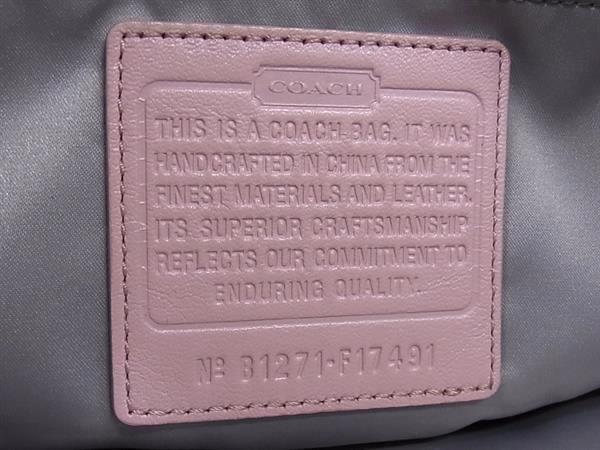 COACH
THIS IS A COACH BAG. IT WAS
HANDCRAFTED IN CHINA FROM THE
FINEST MATERIALS AND LEATHER.
ITS SUPERIOR CRAFTSMANSHIP
REFLECTS OUR COMMITMENT TO
ENDURING QUALITY.
Nº B1271-F17491